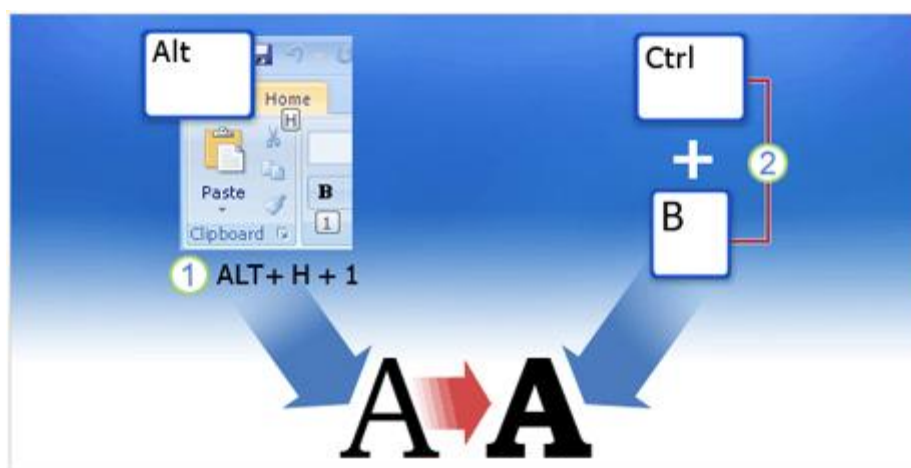 Alt
Home
H
Paste
B
1
Clipboard
1 ALT+ H + 1
Ctrl
+
2
B
A A